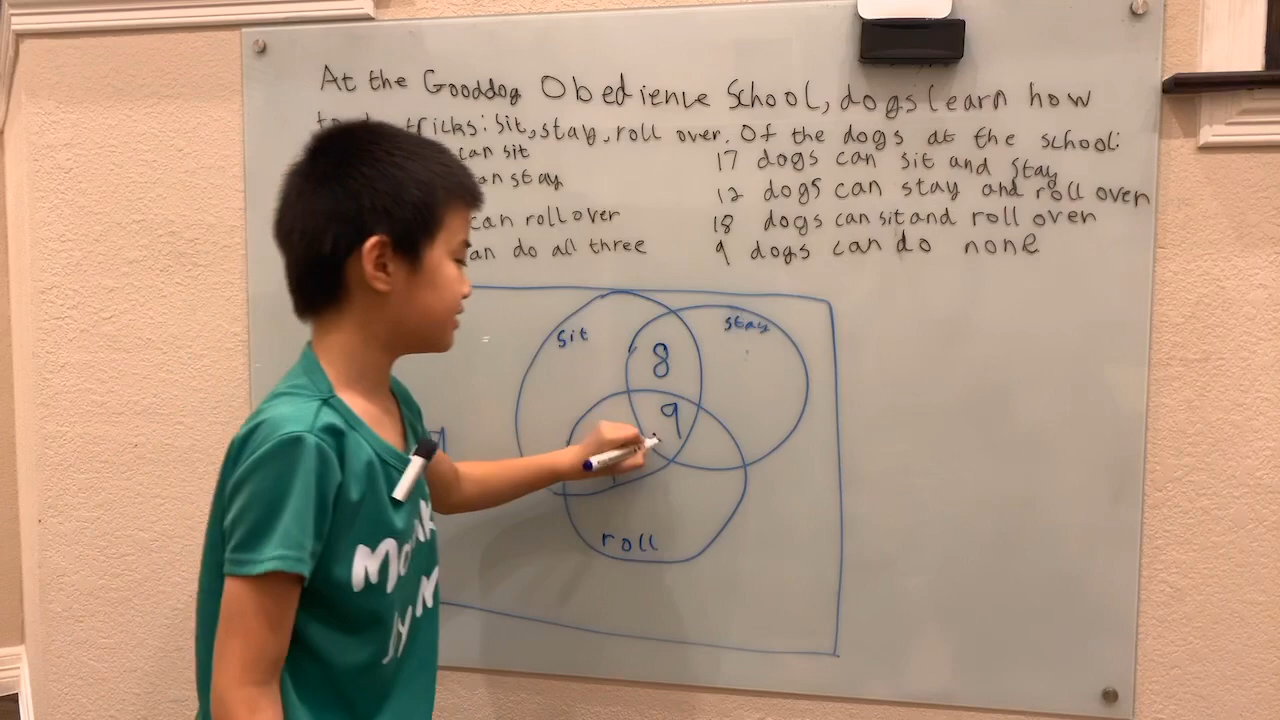 At the Gooddog Obedience School, dogs learn how
tricks: sit, stay, roll over. Of the dogs at the school:
can sit 17 dogs can sit and stay
stay 12 dogs can stay and roll over
can roll over 18 dogs can sit and roll over
do all three 9 dogs can do none
sit stay
8
9
roll